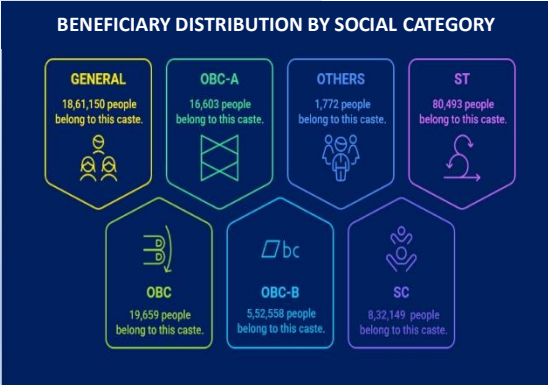 BENEFICIARY DISTRIBUTION BY SOCIAL CATEGORY
GENERAL
18,61,150 people
belong to this caste.
OBC-A
16,603 people
belong to this caste.
OTHERS
1,772 people
belong to this caste.
ST
80,493 people
belong to this caste.
OBC
19,659 people
belong to this caste.
bc
OBC-B
5,52,558 people
belong to this caste.
SC
8,32,149 people
belong to this caste.